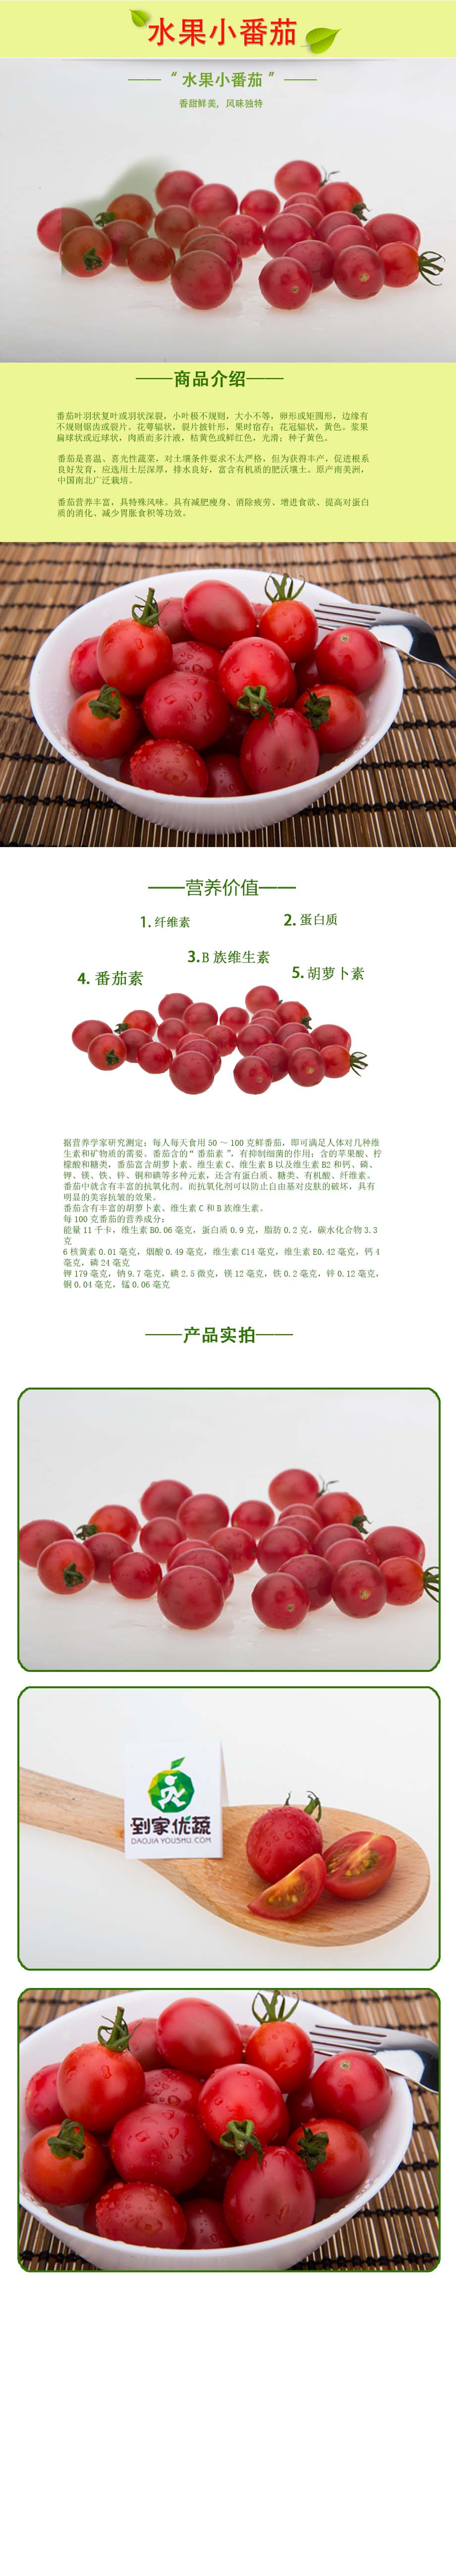 水果小番茄
——“水果小番茄”——
香甜鲜美，风味独特
——商品介绍——
番茄叶羽状复叶或羽状深裂，小叶极不规则，大小不等，卵形或矩圆形，边缘有
不规则锯齿或裂片。花萼辐状，裂片披针形，果时宿存；花冠辐状，黄色。浆果
扁球状或近球状，肉质而多汁液，桔黄色或鲜红色，光滑；种子黄色。
番茄是喜温、喜光性蔬菜，对土壤条件要求不太严格，但为获得丰产，促进根系
良好发育，应选用土层深厚，排水良好，富含有机质的肥沃壤土。原产南美洲，
中国南北广泛栽培。
番茄营养丰富，具特殊风味。具有减肥瘦身、消除疲劳、增进食欲、提高对蛋白
质的消化、减少胃胀食积等功效。
——营养价值——
1.纤维素
2.蛋白质
3.B 族维生素
4.番茄素
5.胡萝卜素
据营养学家研究测定：每人每天食用 50 ～ 100 克鲜番茄，即可满足人体对几种维
生素和矿物质的需要。番茄含的“ 番茄素 ”，有抑制细菌的作用；含的苹果酸、柠
檬酸和糖类，番茄富含胡萝卜素、维生素 C、维生素 B 以及维生素 B2 和钙、磷、
钾、镁、铁、锌、铜和碘等多种元素，还含有蛋白质、糖类、有机酸、纤维素。
番茄中就含有丰富的抗氧化剂。而抗氧化剂可以防止自由基对皮肤的破坏，具有
明显的美容抗皱的效果。
番茄含有丰富的胡萝卜素、维生素 C 和 B 族维生素。
每 100 克番茄的营养成分：
能量 11 千卡，维生素 B0.06 毫克，蛋白质 0.9 克，脂肪 0.2 克，碳水化合物 3.3
克
6 核黄素 0.01 毫克，烟酸 0.49 毫克，维生素 C14 毫克，维生素 E0.42 毫克，钙 4
毫克，磷 24 毫克
钾 179 毫克，钠 9.7 毫克，碘 2.5 微克，镁 12 毫克，铁 0.2 毫克，锌 0.12 毫克，
铜 0.04 毫克，锰 0.06 毫克
——产品实拍——
到家优蔬
DAOJIA YOUSHU.COM